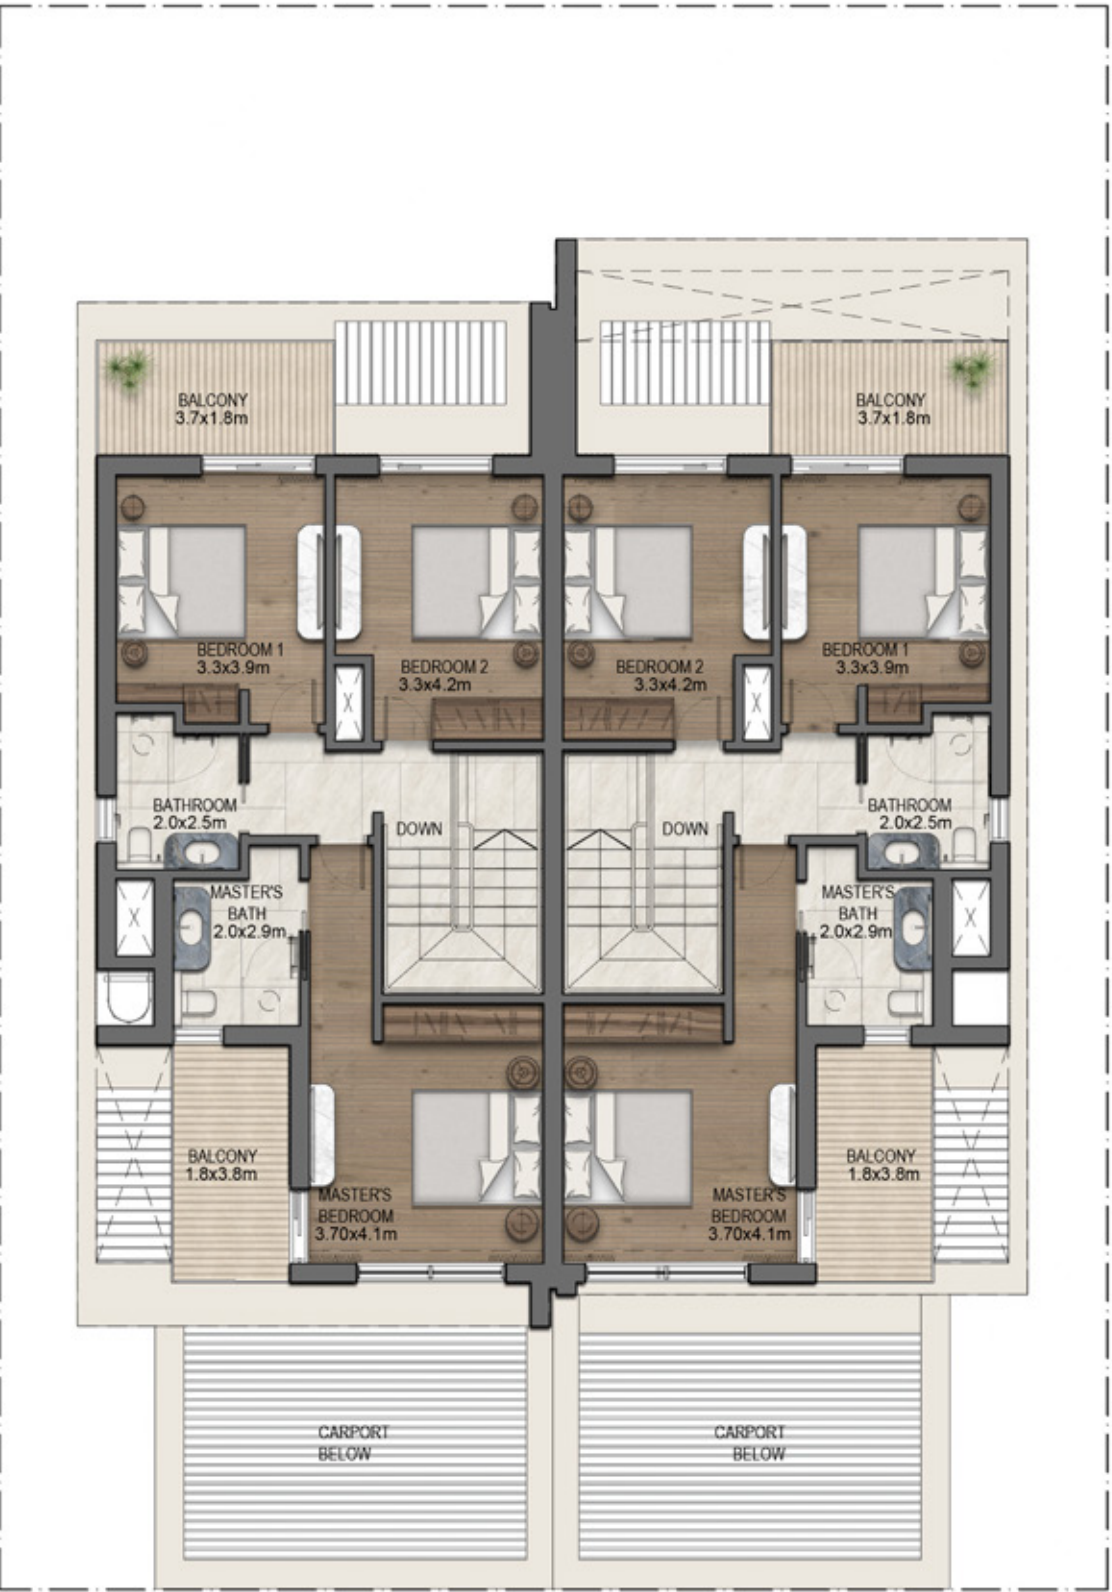 BALCONY
3.7x1.8m
BALCONY
3.7x1.8m
BEDROOM 1
3.3x3.9m
BEDROOM 2
3.3x4.2m
BEDROOM 2
3.3x4.2m
BEDROOM 1
3.3x3.9m
BATHROOM
2.0x2.5m
DOWN
DOWN
BATHROOM
2.0x2.5m
MASTER'S
BATH
2.0x2.9m
MASTER'S
BATH
2.0x2.9m
BALCONY
1.8x3.8m
MASTER'S
BEDROOM
3.70x4.1m
MASTER'S
BEDROOM
3.70x4.1m
BALCONY
1.8x3.8m
CARPORT
BELOW
CARPORT
BELOW